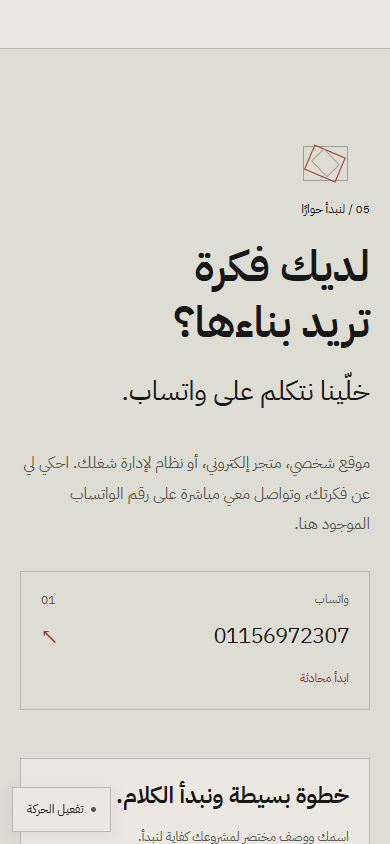 05 / لنبدأ حوارًا
لديك فكرة
تريد بناءها؟
خلّينا نتكلم على واتساب.
موقع شخصي، متجر إلكتروني، أو نظام لإدارة شغلك. احكي لي
عن فكرتك، وتواصل معي مباشرة على رقم الواتساب
الموجود هنا.
واتساب
01
01156972307
ابدأ محادثة
خطوة بسيطة ونبدأ الكلام.
تفعيل الحركة
اسمك ووصف مختصر لمشروعك كفاية لنبدأ.